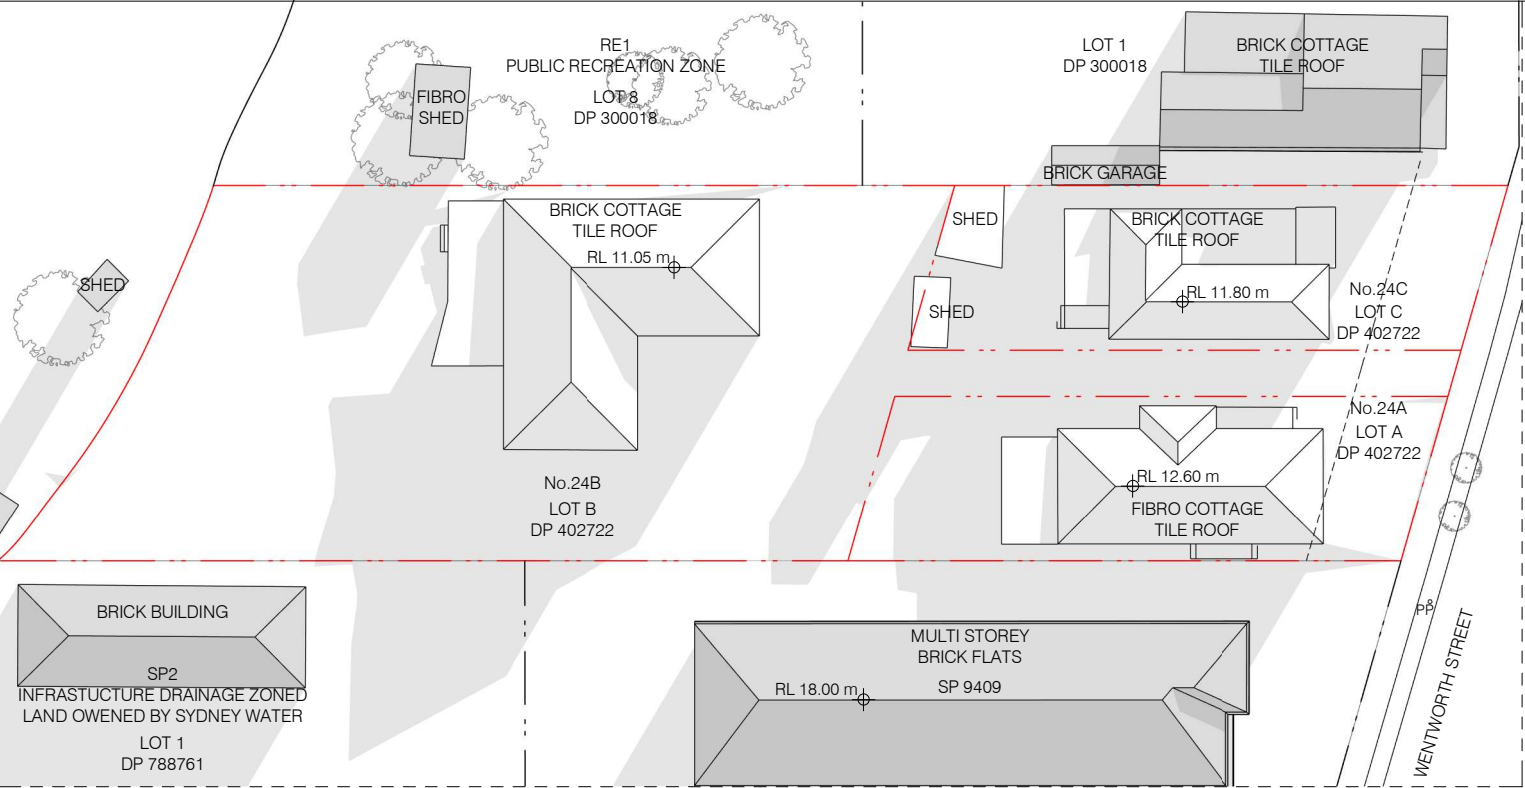 RE1
PUBLIC RECREATION ZONE
LOT 8
DP 300018
FIBRO
SHED
LOT 1
DP 300018
BRICK COTTAGE
TILE ROOF
BRICK GARAGE
SHED
BRICK COTTAGE
TILE ROOF
RL 11.05 m
SHED
BRICK COTTAGE
TILE ROOF
RL 11.80 m
SHED
No.24C
LOT C
DP 402722
SHED
No.24A
LOT A
DP 402722
RL 12.60 m
FIBRO COTTAGE
TILE ROOF
No.24B
LOT B
DP 402722
BRICK BUILDING
SP2
INFRASTUCTURE DRAINAGE ZONED
LAND OWENED BY SYDNEY WATER
LOT 1
DP 788761
MULTI STOREY
BRICK FLATS
RL 18.00 m
SP 9409
PP
WENTWORTH STREET